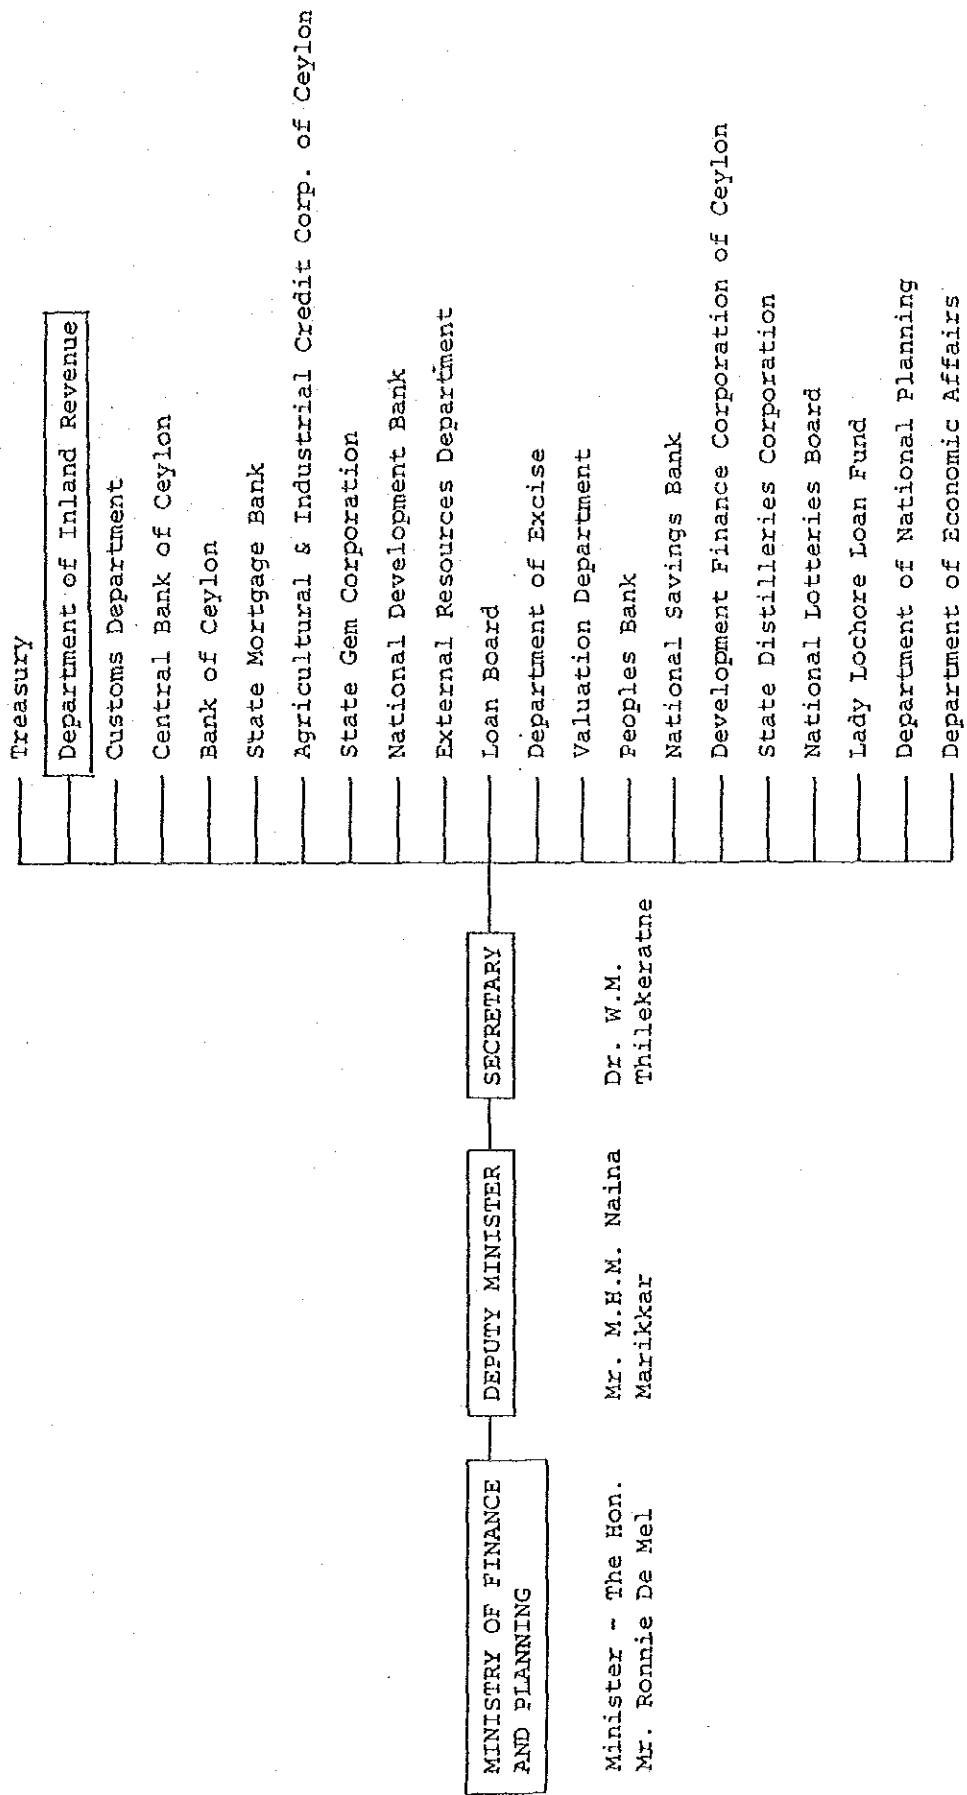 MINISTRY OF FINANCE
AND PLANNING
Minister - The Hon.
Mr. Ronnie De Mel
DEPUTY MINISTER
Mr. M.H.M. Naina
Marikkar
SECRETARY
Dr. W.M.
Thilekeratne
Treasury
Department of Inland Revenue
Customs Department
Central Bank of Ceylon
Bank of Ceylon
State Mortgage Bank
Agricultural & Industrial Credit Corp. of Ceylon
State Gem Corporation
National Development Bank
External Resources Department
Loan Board
Department of Excise
Valuation Department
Peoples Bank
National Savings Bank
Development Finance Corporation of Ceylon
State Distilleries Corporation
National Lotteries Board
Lady Lochore Loan Fund
Department of National Planning
Department of Economic Affairs